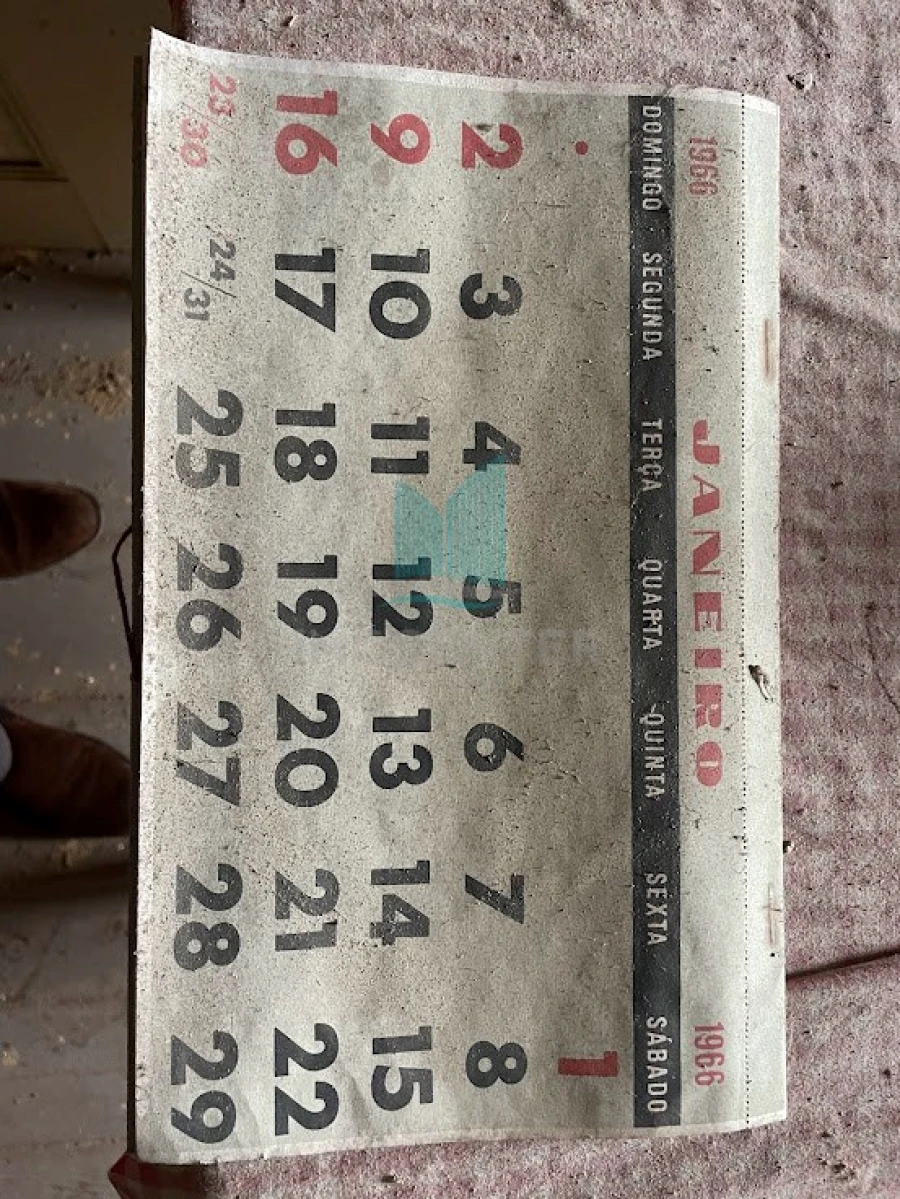 1966 JANEIRO 1966
DOMINGO SEGUNDA TERÇA QUARTA QUINTA SEXTA SÁBADO
1
2 3 4 5 6 7 8
9 10 11 12 13 14 15
16 17 18 19 20 21 22
23/30 24/31 25 26 27 28 29